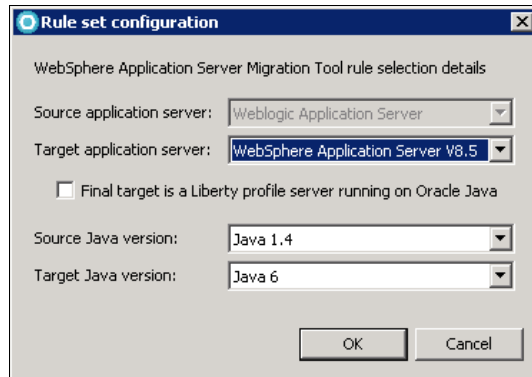 Rule set configuration
WebSphere Application Server Migration Tool rule selection details
Source application server: Weblogic Application Server
Target application server: WebSphere Application Server V8.5
Final target is a Liberty profile server running on Oracle Java
Source Java version: Java 1.4
Target Java version: Java 6
OK Cancel